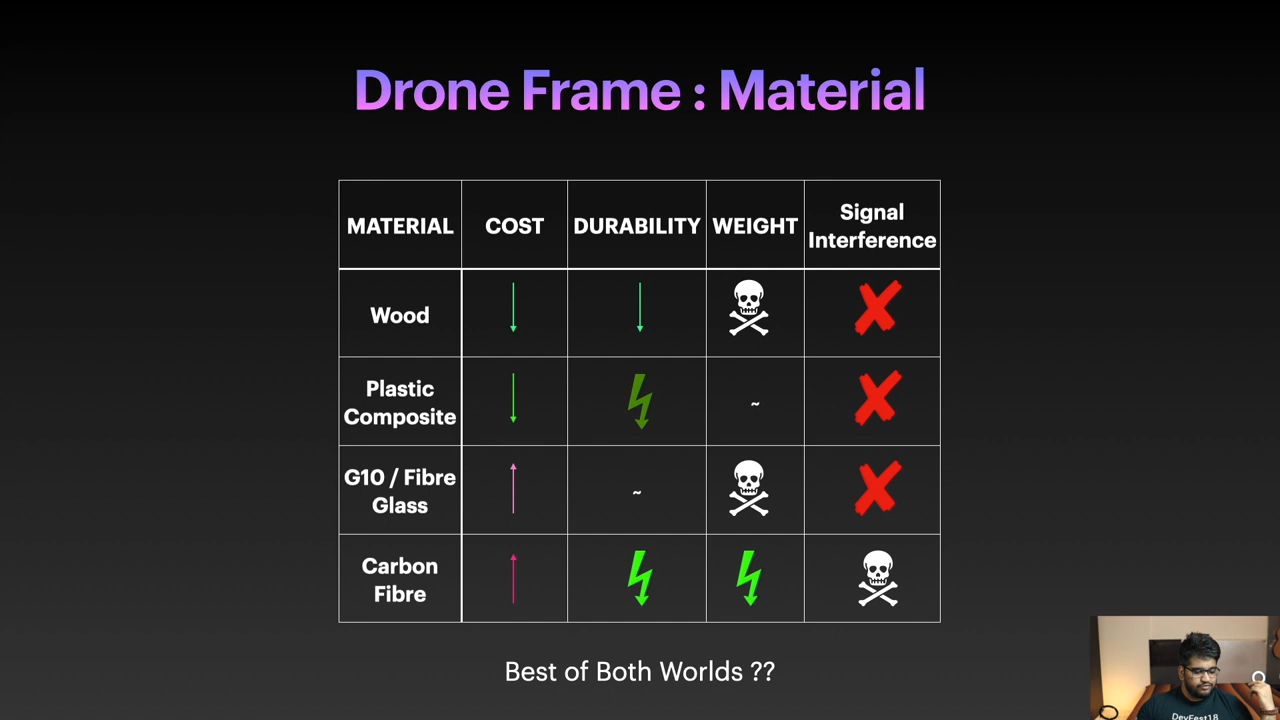 Drone Frame : Material
MATERIAL
COST
DURABILITY
WEIGHT
Signal
Interference
Wood
Plastic
Composite
~
G10 / Fibre
Glass
~
Carbon
Fibre
Best of Both Worlds ??
DevFest18